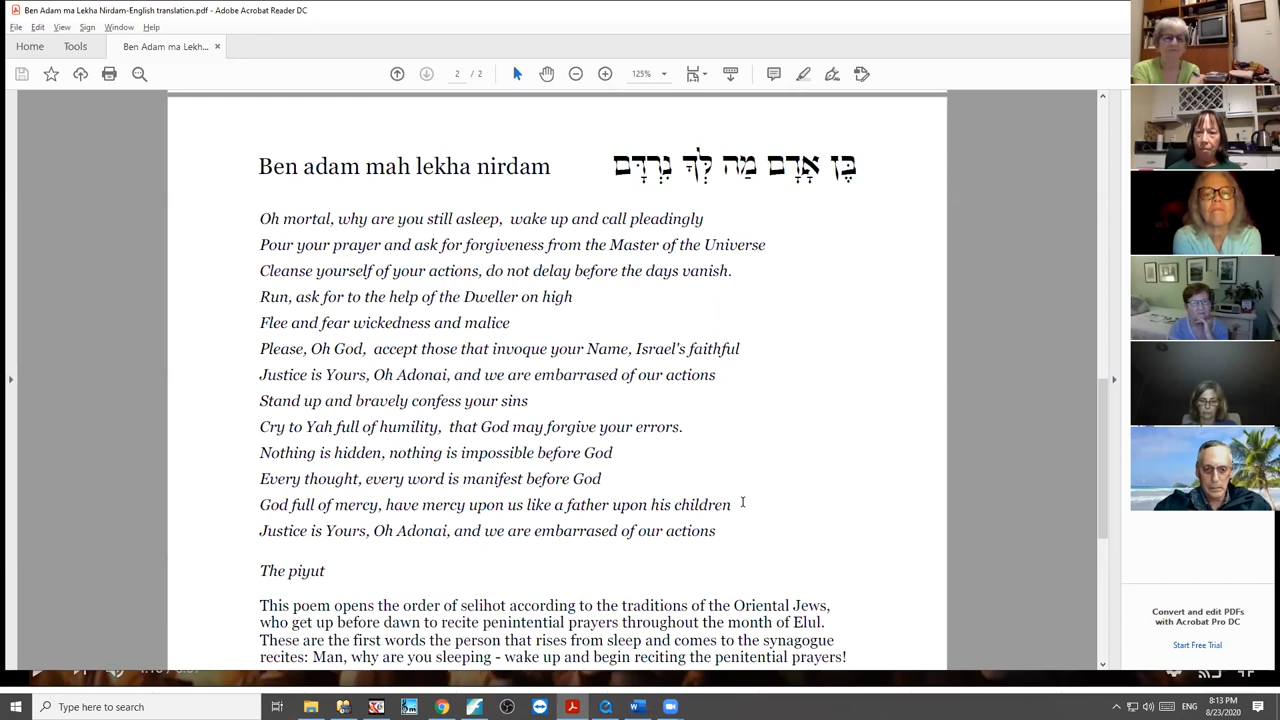 Ben Adam ma Lekha Nirdam-English translation.pdf - Adobe Acrobat Reader DC
File Edit View Sign Window Help
Home Tools Ben Adam ma Lekh... ×
2 / 2 125%
Ben adam mah lekha nirdam בֶּן אָדָם מַה לְּךָ נִרְדָּם
Oh mortal, why are you still asleep, wake up and call pleadingly
Pour your prayer and ask for forgiveness from the Master of the Universe
Cleanse yourself of your actions, do not delay before the days vanish.
Run, ask for to the help of the Dweller on high
Flee and fear wickedness and malice
Please, Oh God, accept those that invoque your Name, Israel's faithful
Justice is Yours, Oh Adonai, and we are embarrased of our actions
Stand up and bravely confess your sins
Cry to Yah full of humility, that God may forgive your errors.
Nothing is hidden, nothing is impossible before God
Every thought, every word is manifest before God
God full of mercy, have mercy upon us like a father upon his children
Justice is Yours, Oh Adonai, and we are embarrased of our actions
The piyut
This poem opens the order of selihot according to the traditions of the Oriental Jews,
who get up before dawn to recite penintential prayers throughout the month of Elul.
These are the first words the person that rises from sleep and comes to the synagogue
recites: Man, why are you sleeping - wake up and begin reciting the penitential prayers!
Convert and edit PDFs
with Acrobat Pro DC
Start Free Trial
Type here to search
ENG
8:13 PM
8/23/2020